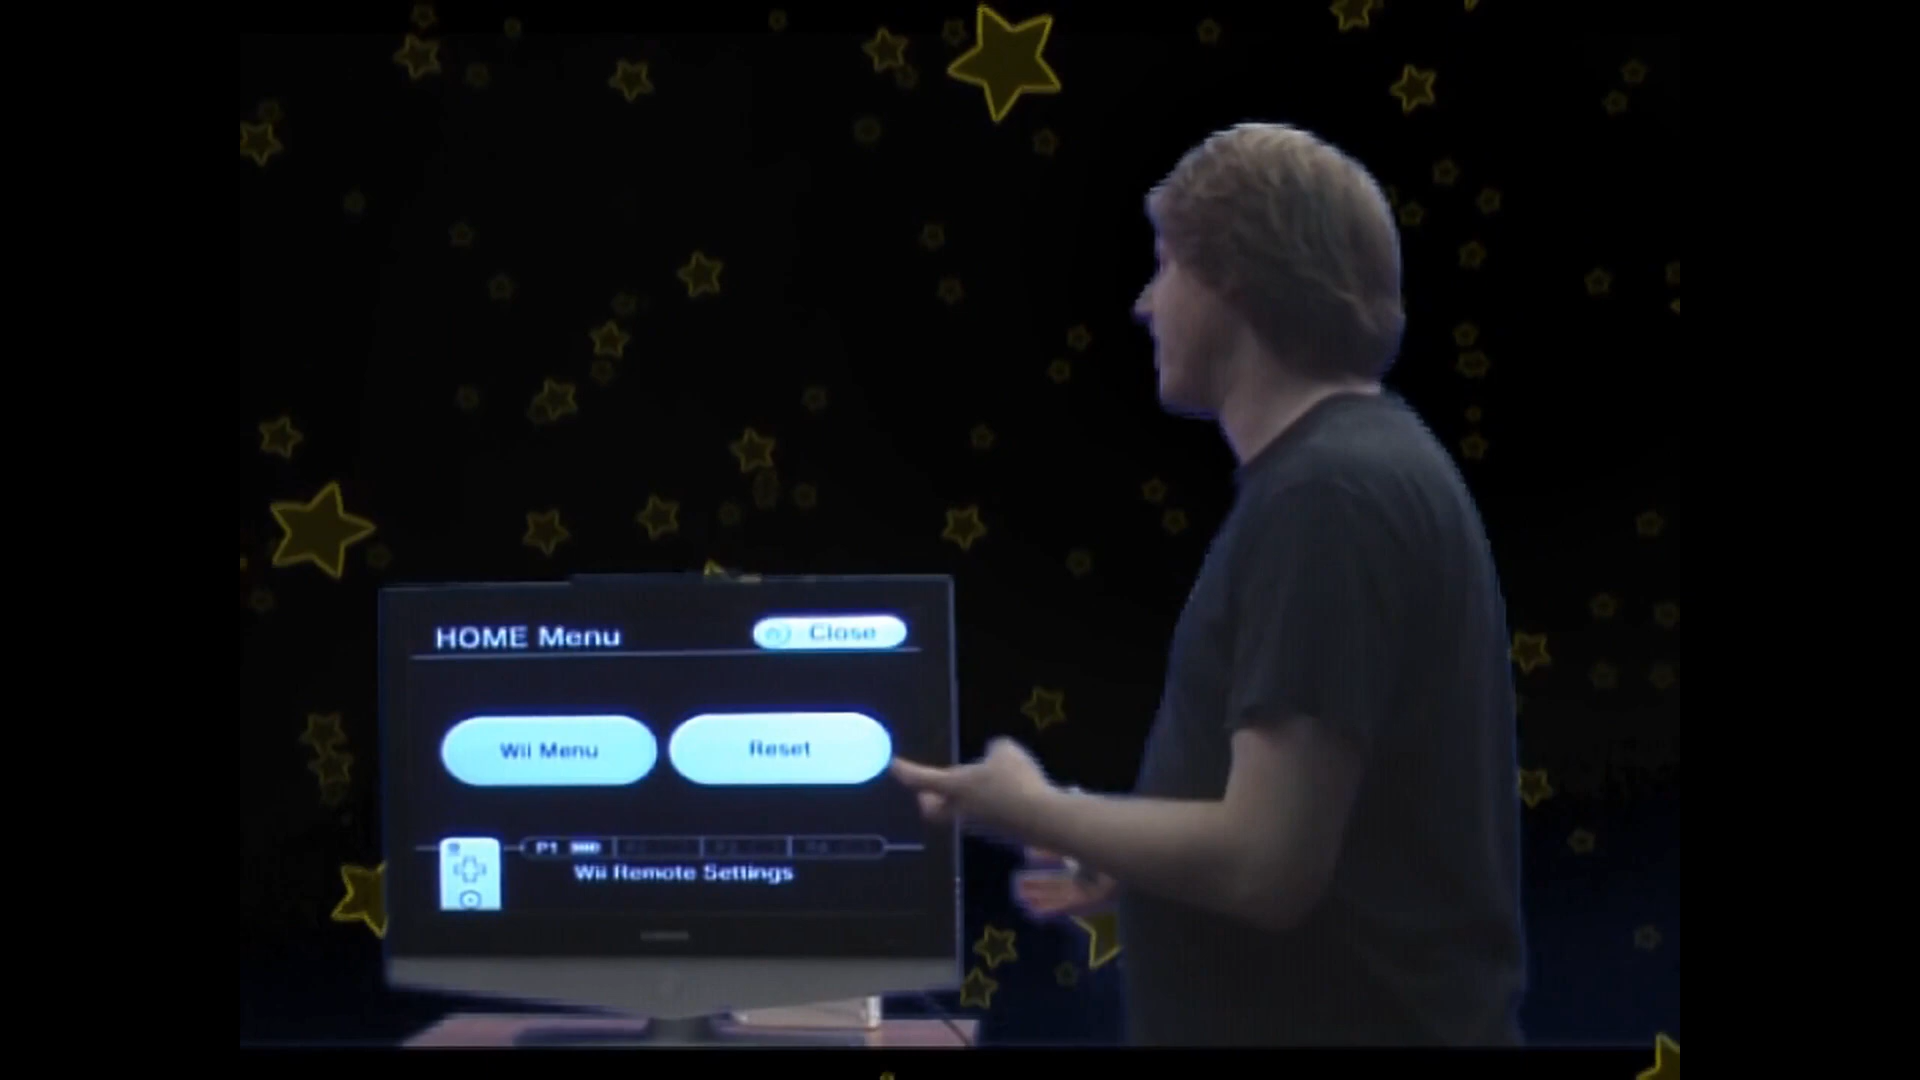 HOME Menu
Close
Wii Menu
Reset
P1
Wii Remote Settings